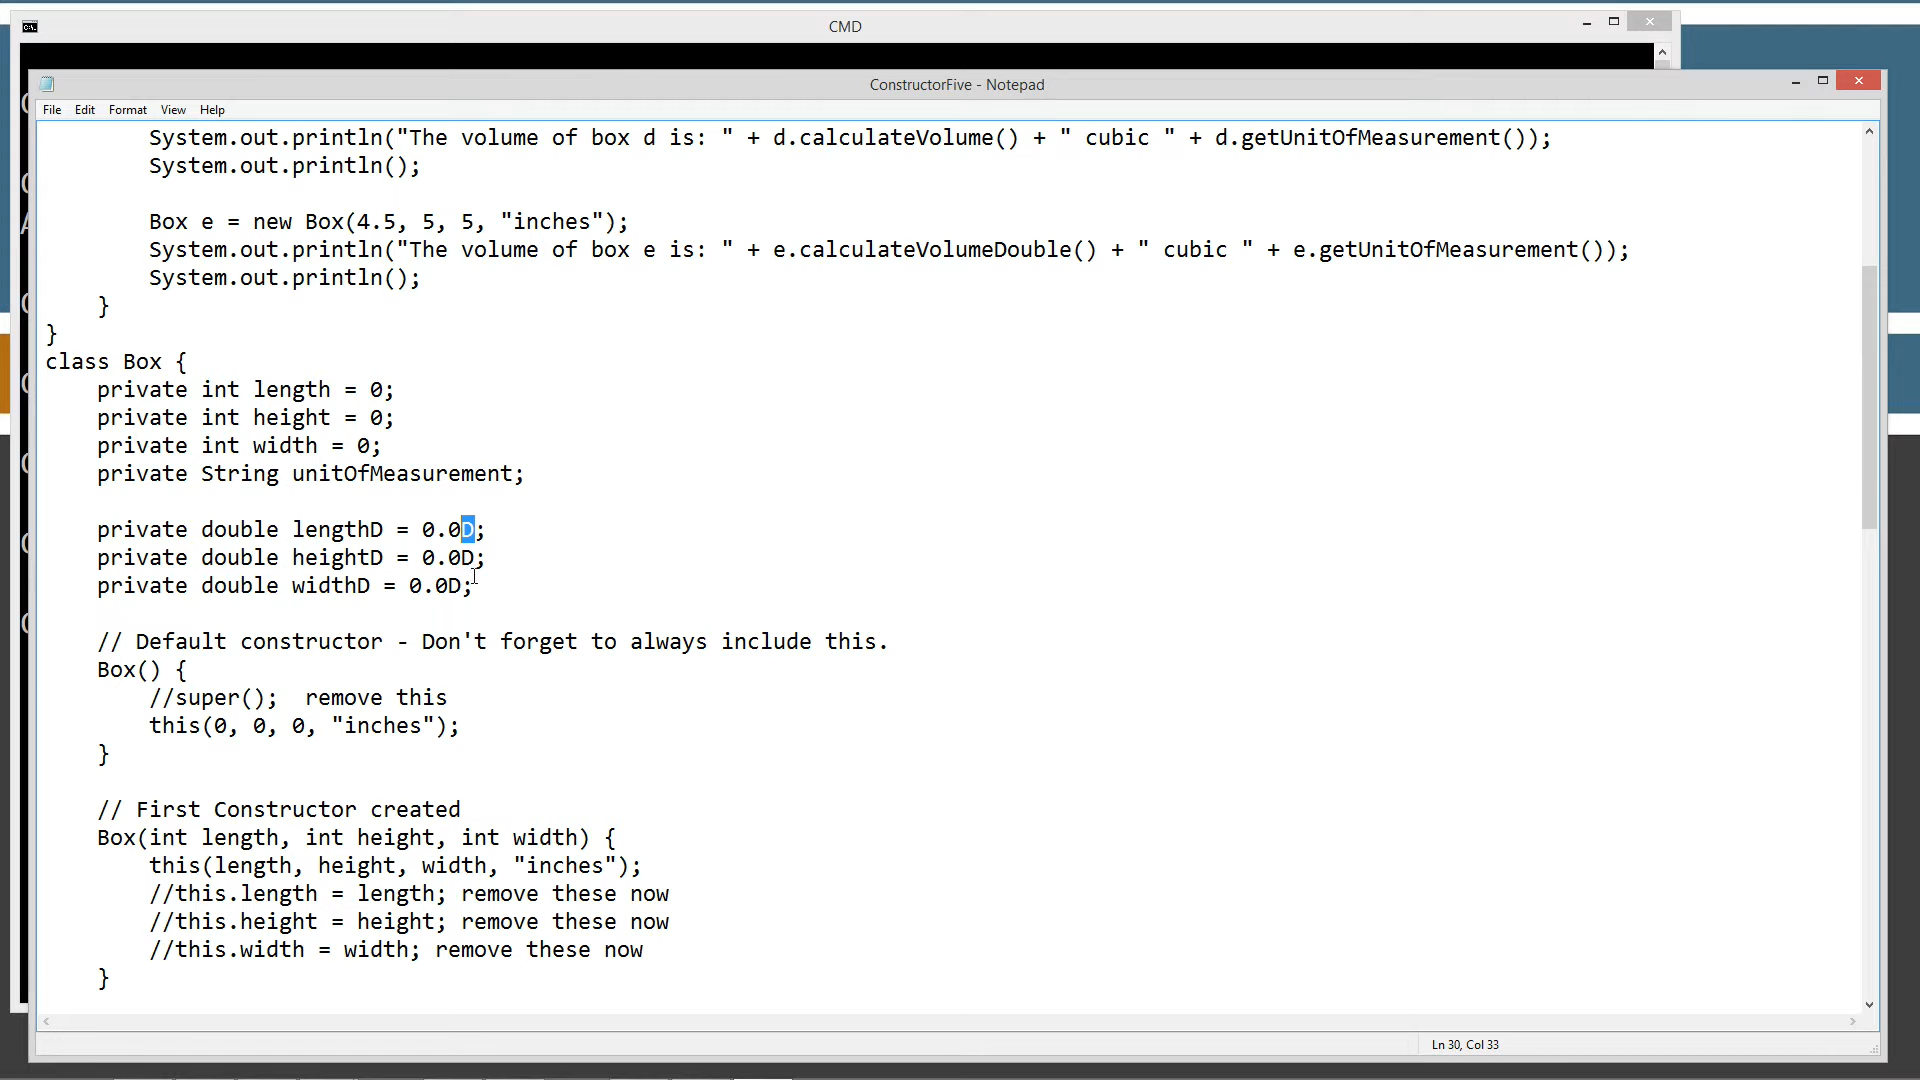 CMD
ConstructorFive - Notepad
File Edit Format View Help
System.out.println("The volume of box d is: " + d.calculateVolume() + " cubic " + d.getUnitOfMeasurement());
System.out.println();
Box e = new Box(4.5, 5, 5, "inches");
System.out.println("The volume of box e is: " + e.calculateVolumeDouble() + " cubic " + e.getUnitOfMeasurement());
System.out.println();
}
}
class Box {
private int length = 0;
private int height = 0;
private int width = 0;
private String unitOfMeasurement;
private double lengthD = 0.0D;
private double heightD = 0.0D;
private double widthD = 0.0D;
// Default constructor - Don't forget to always include this.
Box() {
//super();  remove this
this(0, 0, 0, "inches");
}
// First Constructor created
Box(int length, int height, int width) {
this(length, height, width, "inches");
//this.length = length; remove these now
//this.height = height; remove these now
//this.width = width; remove these now
}
Ln 30, Col 33